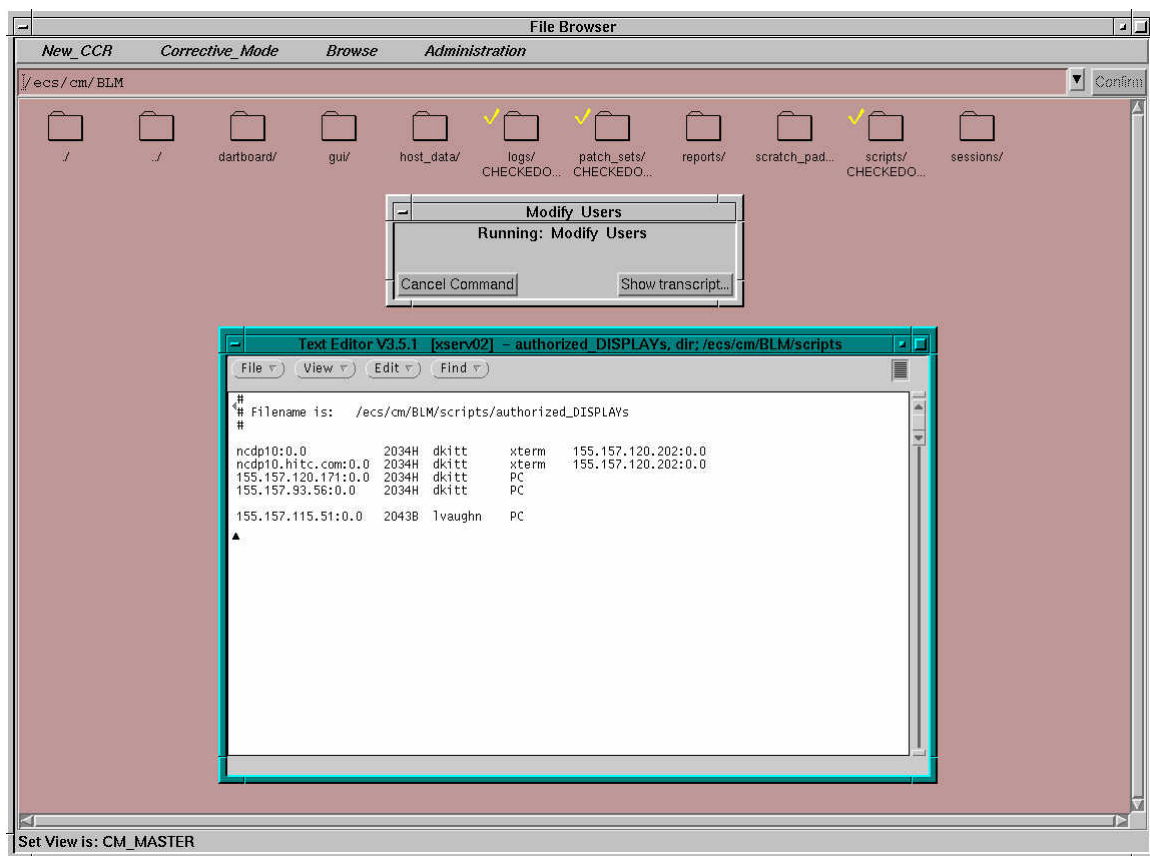 File Browser
New_CCR Corrective_Mode Browse Administration
/ecs/cm/BLM Confirm
./ ../ dartboard/ gui/ host_data/ logs/ patch_sets/ reports/ scratch_pad... scripts/ sessions/
CHECKEDO... CHECKEDO... CHECKEDO...
Modify Users
Running: Modify Users
Cancel Command Show transcript...
Text Editor V3.5.1 [xserv02] - authorized_DISPLAYs, dir; /ecs/cm/BLM/scripts
File View Edit Find
#
# Filename is: /ecs/cm/BLM/scripts/authorized_DISPLAYs
#
ncdp10:0.0 2034H dkitt xterm 155.157.120.202:0.0
ncdp10.hitc.com:0.0 2034H dkitt xterm 155.157.120.202:0.0
155.157.120.171:0.0 2034H dkitt PC
155.157.93.56:0.0 2034H dkitt PC
155.157.115.51:0.0 2043B lvaughn PC
Set View is: CM_MASTER